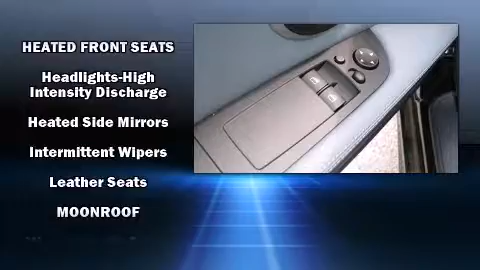 HEATED FRONT SEATS
Headlights-High
Intensity Discharge
Heated Side Mirrors
Intermittent Wipers
Leather Seats
MOONROOF